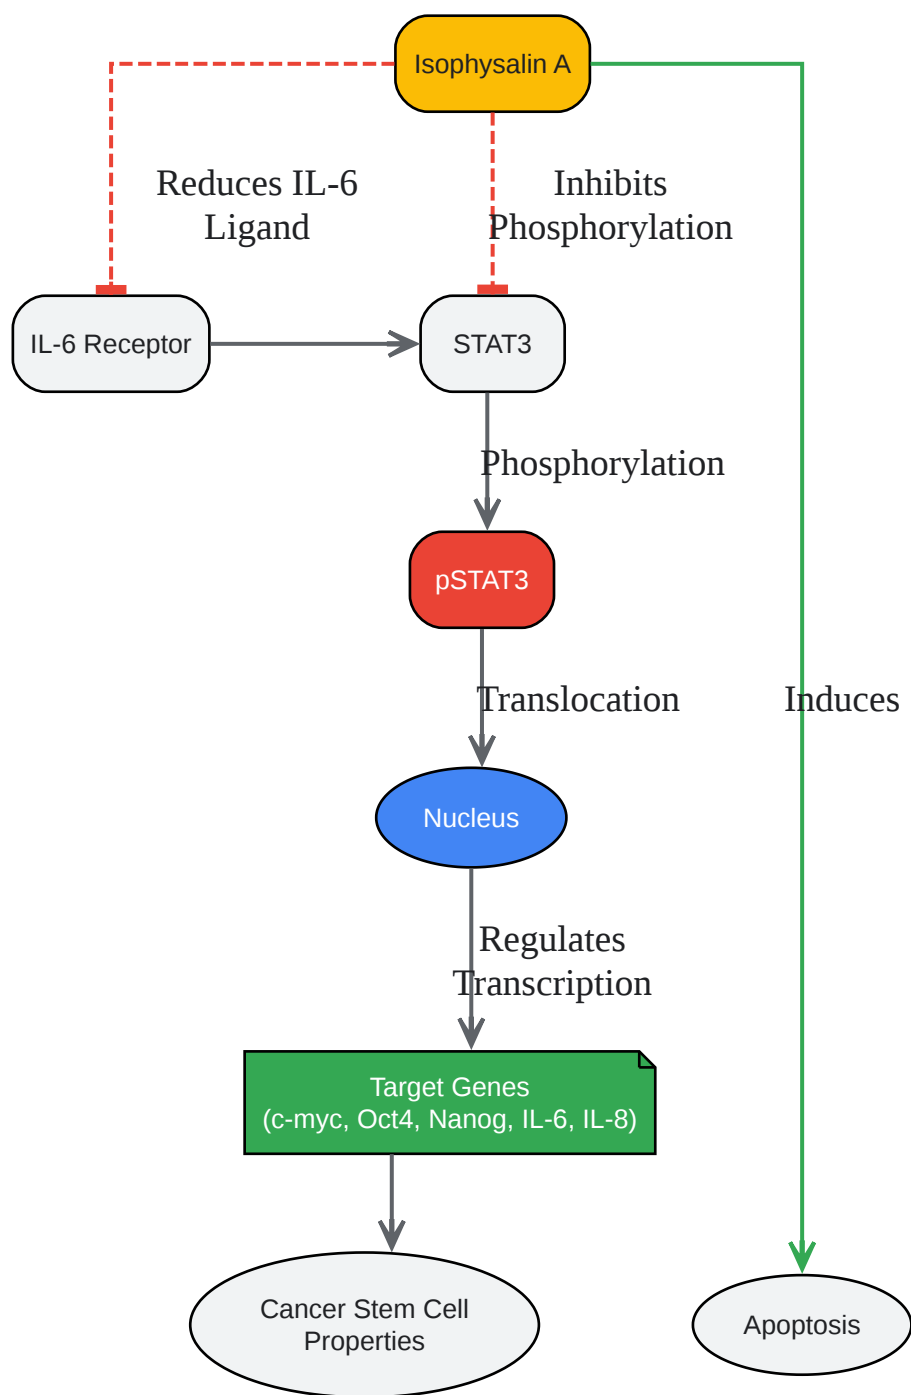 Isophysalin A
Reduces IL-6
Ligand
Inhibits
Phosphorylation
IL-6 Receptor
STAT3
Phosphorylation
pSTAT3
Translocation
Induces
Nucleus
Regulates
Transcription
Target Genes
(c-myc, Oct4, Nanog, IL-6, IL-8)
Cancer Stem Cell
Properties
Apoptosis